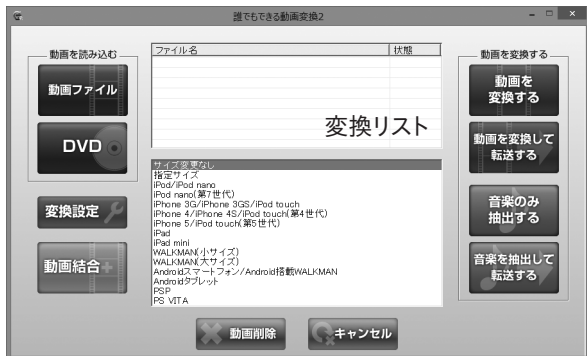 誰でもできる動画変換2
動画を読み込む
動画ファイル
DVD
変換設定
動画結合
ファイル名
状態
変換リスト
サイズ変更なし
指定サイズ
iPod/iPod nano
iPod nano(第7世代)
iPhone 3G/iPhone 3GS/iPod touch
iPhone 4/iPhone 4S/iPod touch(第4世代)
iPhone 5/iPod touch(第5世代)
iPad
iPad mini
WALKMAN(小サイズ)
WALKMAN(大サイズ)
Androidスマートフォン/Android搭載WALKMAN
Androidタブレット
PSP
PS VITA
動画を変換する
動画を
変換する
動画を変換して
転送する
音楽のみ
抽出する
音楽を抽出して
転送する
動画削除
キャンセル